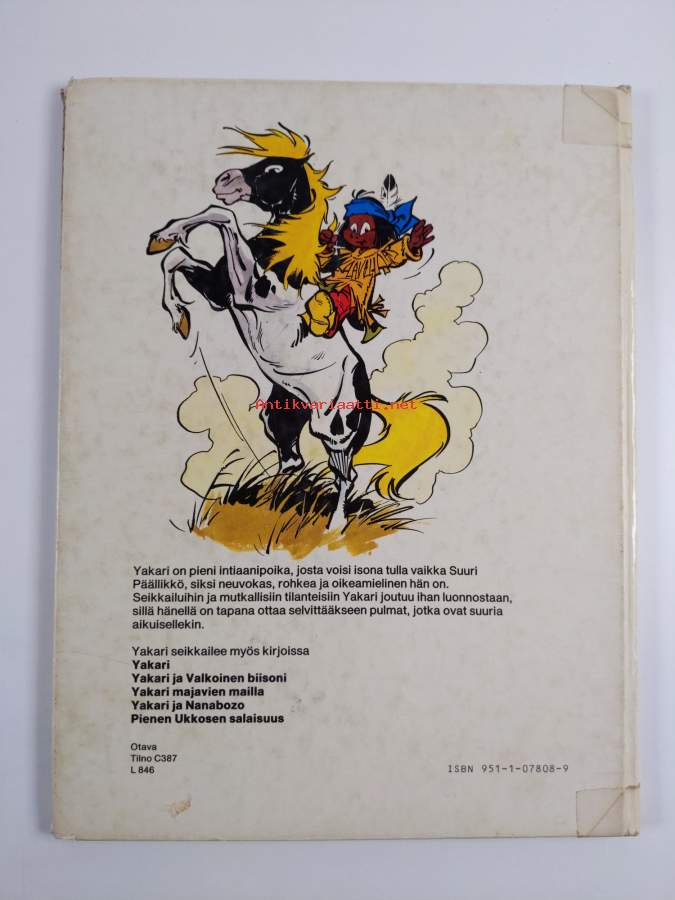 Antikvariaatti.net
Yakari on pieni intiaanipoika, josta voisi isona tulla vaikka Suuri
Päällikkö, siksi neuvokas, rohkea ja oikeamielinen hän on.
Seikkailuihin ja mutkallisiin tilanteisiin Yakari joutuu ihan luonnostaan,
sillä hänellä on tapana ottaa selvittääkseen pulmat, jotka ovat suuria
aikuisellekin.
Yakari seikkailee myös kirjoissa
Yakari
Yakari ja Valkoinen biisoni
Yakari majavien mailla
Yakari ja Nanabozo
Pienen Ukkosen salaisuus
Otava
Tilno C387
L 846
ISBN 951-1-07808-9